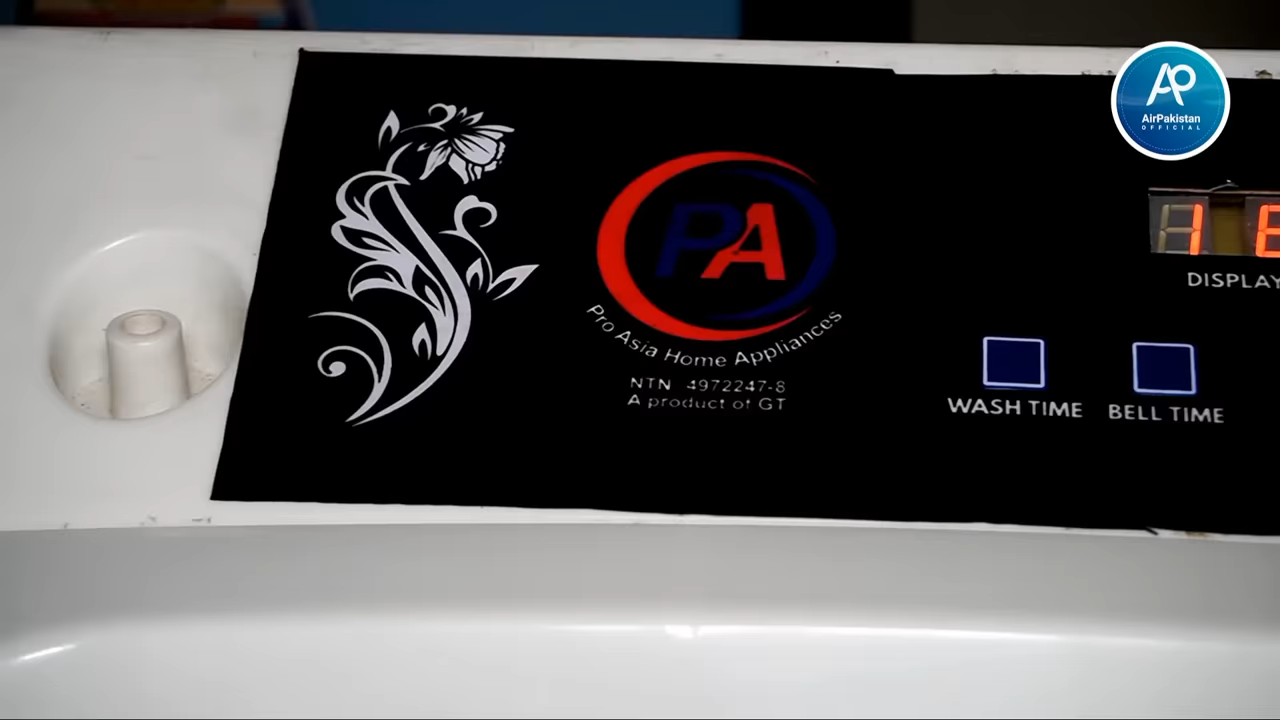 AP
AirPakistan
OFFICIAL
PA
Pro Asia Home Appliances
NTN 4972247-8
A product of GT
DISPLAY
WASH TIME
BELL TIME